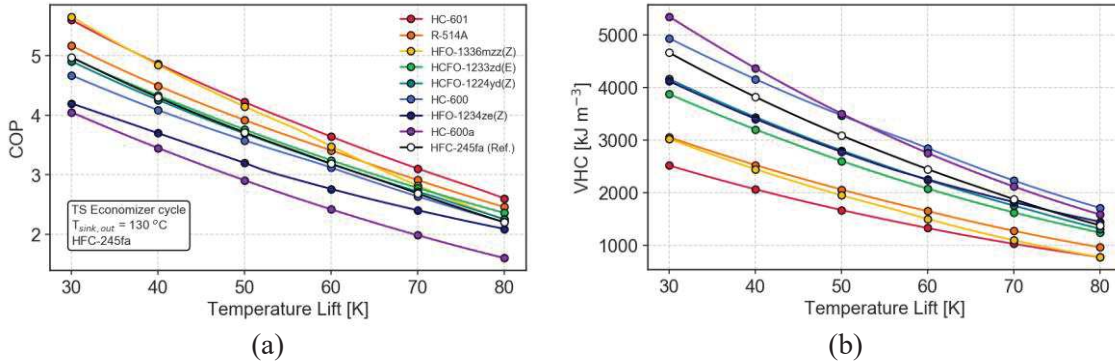 HC-601
R-514A
HFO-1336mzz(Z)
HCFO-1233zd(E)
HCFO-1224yd(Z)
HC-600
HFO-1234ze(Z)
HC-600a
HFC-245fa (Ref.)
COP
5
4
3
2
TS Economizer cycle
T_sink,out = 130 °C
HFC-245fa
30 40 50 60 70 80
Temperature Lift [K]
(a)
VHC [kJ m⁻³]
5000
4000
3000
2000
1000
30 40 50 60 70 80
Temperature Lift [K]
(b)